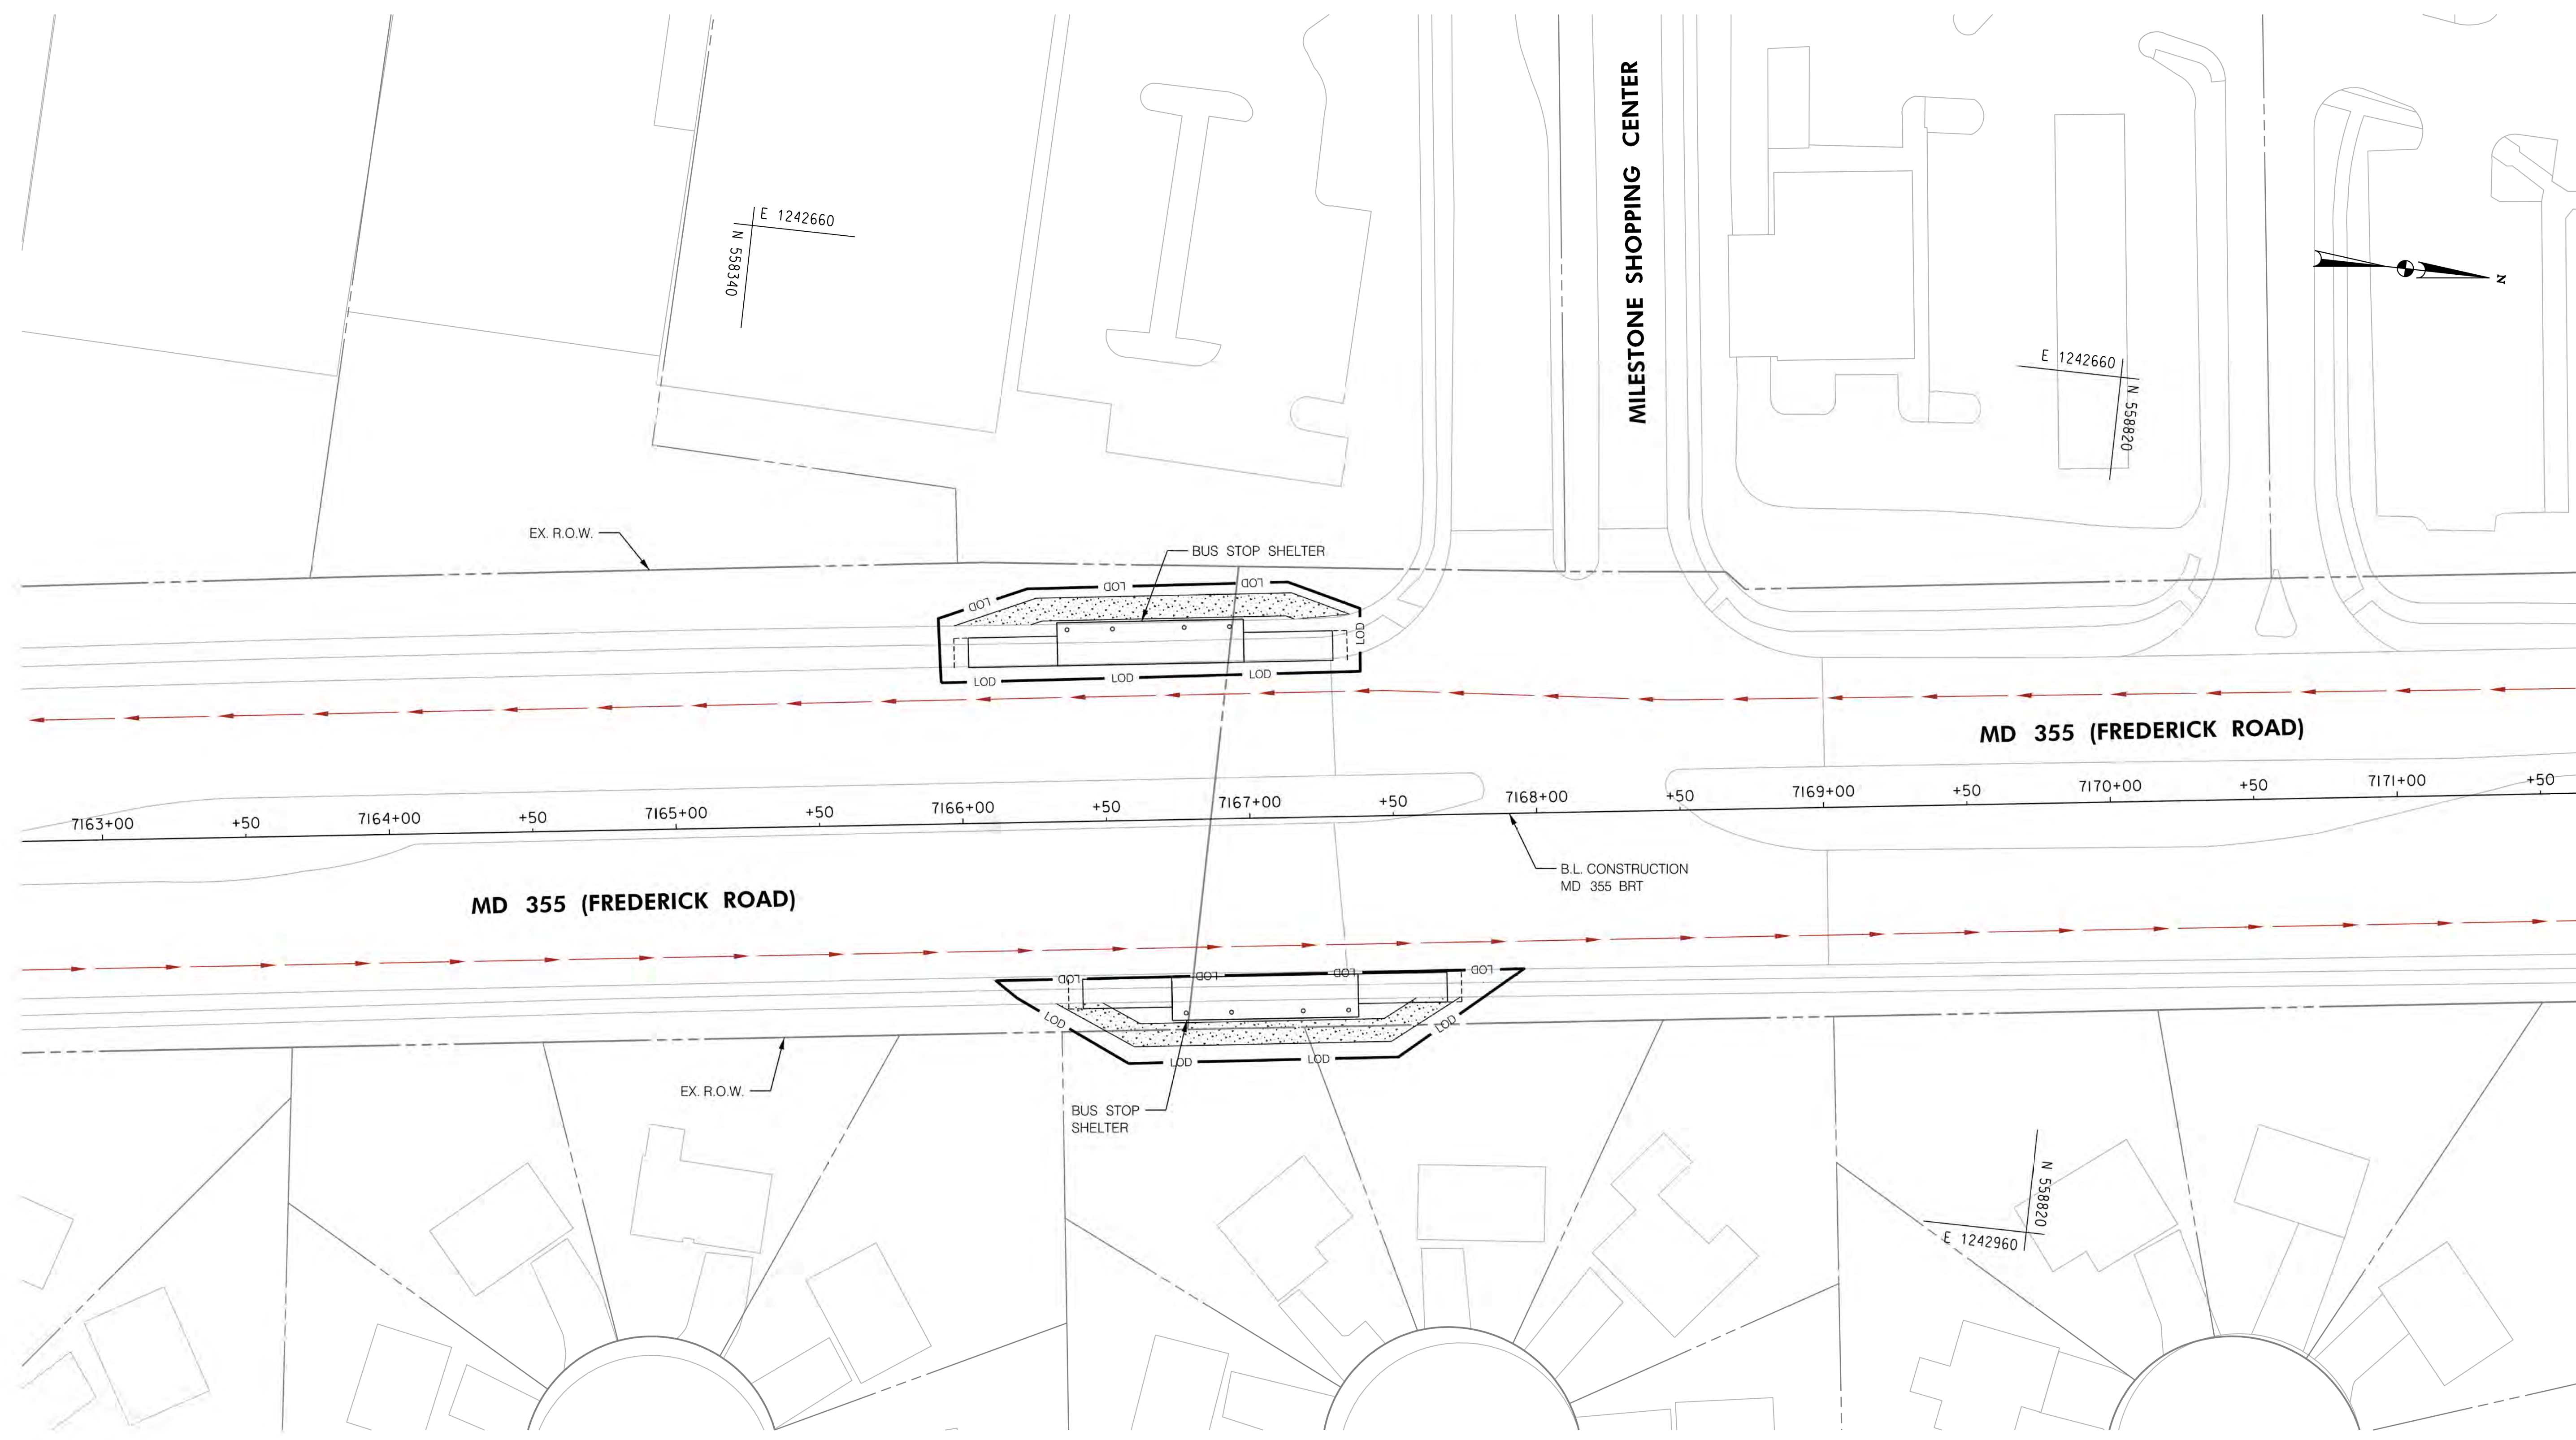 MILESTONE SHOPPING CENTER
E 1242660
N 558340
N
E 1242660
N 558820
EX. R.O.W.
BUS STOP SHELTER
LOD
LOD
LOD
LOD
LOD
LOD
LOD
MD 355 (FREDERICK ROAD)
7163+00
+50
7164+00
+50
7165+00
+50
7166+00
+50
7167+00
+50
7168+00
+50
7169+00
+50
7170+00
+50
7171+00
+50
B.L. CONSTRUCTION
MD 355 BRT
MD 355 (FREDERICK ROAD)
LOD
LOD
LOD
LOD
LOD
LOD
LOD
LOD
EX. R.O.W.
BUS STOP
SHELTER
N 558820
E 1242960